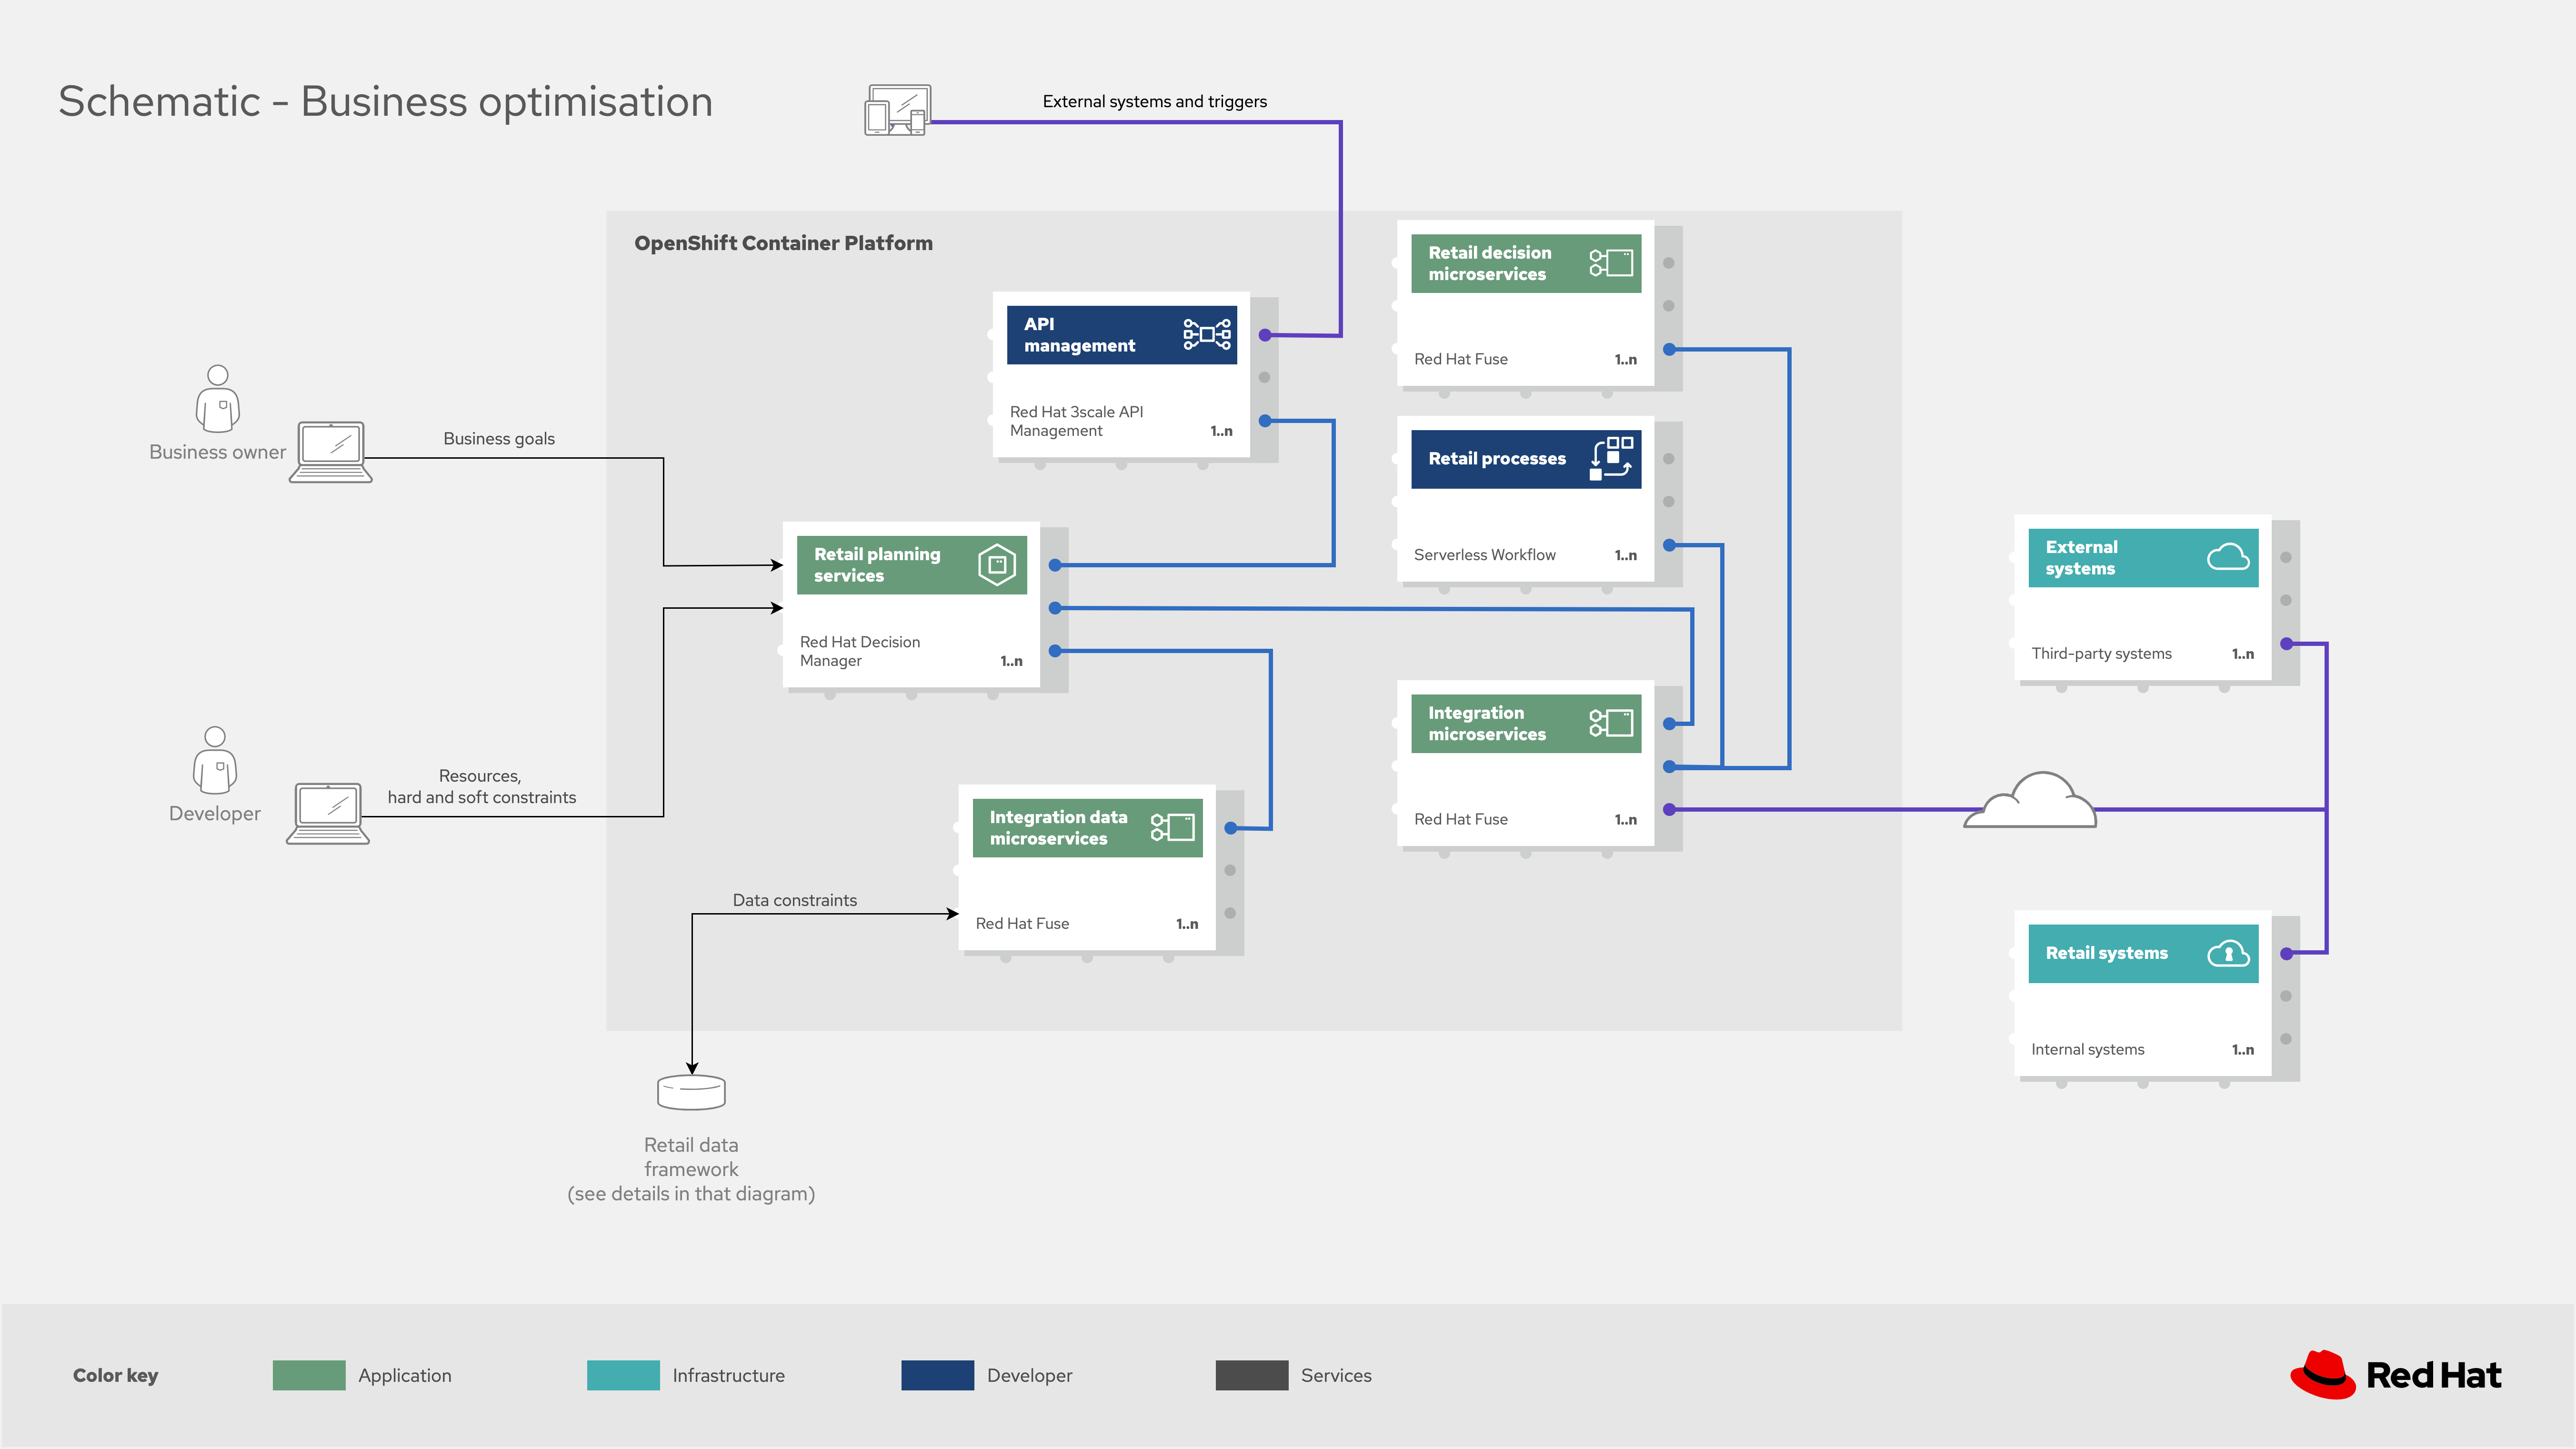 Schematic - Business optimisation
External systems and triggers
OpenShift Container Platform
Retail decision
microservices
Red Hat Fuse
1..n
API
management
Red Hat 3scale API
Management
1..n
Business owner
Business goals
Retail processes
Serverless Workflow
1..n
Retail planning
services
Red Hat Decision
Manager
1..n
External
systems
Third-party systems
1..n
Integration
microservices
Red Hat Fuse
1..n
Developer
Resources,
hard and soft constraints
Integration data
microservices
Red Hat Fuse
1..n
Data constraints
Retail systems
Internal systems
1..n
Retail data
framework
(see details in that diagram)
Color key
Application
Infrastructure
Developer
Services
Red Hat